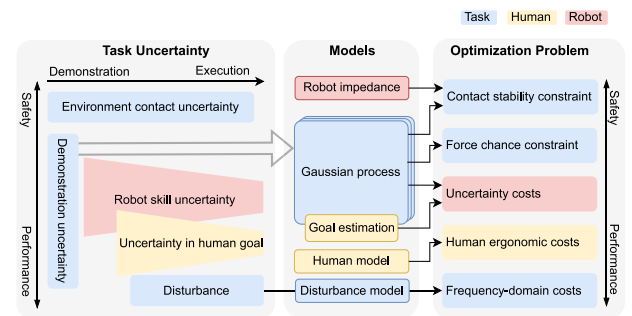 Task
Human
Robot
Task Uncertainty
Models
Optimization Problem
Demonstration
Execution
Safety
Performance
Environment contact uncertainty
Demonstration uncertainty
Robot skill uncertainty
Uncertainty in human goal
Disturbance
Robot impedance
Gaussian process
Goal estimation
Human model
Disturbance model
Contact stability constraint
Force chance constraint
Uncertainty costs
Human ergonomic costs
Frequency-domain costs
Safety
Performance